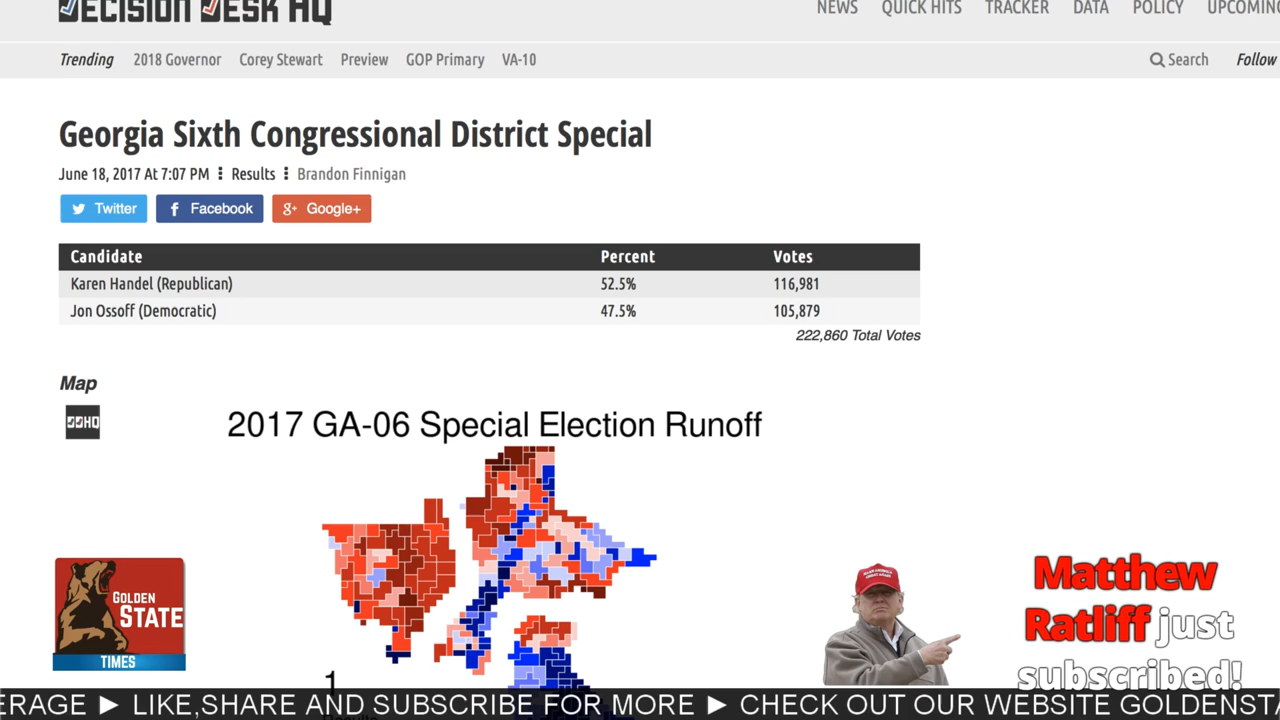 DECISION DESK HQ
NEWS QUICK HITS TRACKER DATA POLICY UPCOMING
Trending 2018 Governor Corey Stewart Preview GOP Primary VA-10 Search Follow
Georgia Sixth Congressional District Special
June 18, 2017 At 7:07 PM Results Brandon Finnigan
Twitter Facebook Google+
Candidate Percent Votes
Karen Handel (Republican) 52.5% 116,981
Jon Ossoff (Democratic) 47.5% 105,879
222,860 Total Votes
Map
DDHQ
2017 GA-06 Special Election Runoff
GOLDEN
STATE
TIMES
1
Matthew
Ratliff just
subscribed!
ERAGE ► LIKE,SHARE AND SUBSCRIBE FOR MORE ► CHECK OUT OUR WEBSITE GOLDENSTA